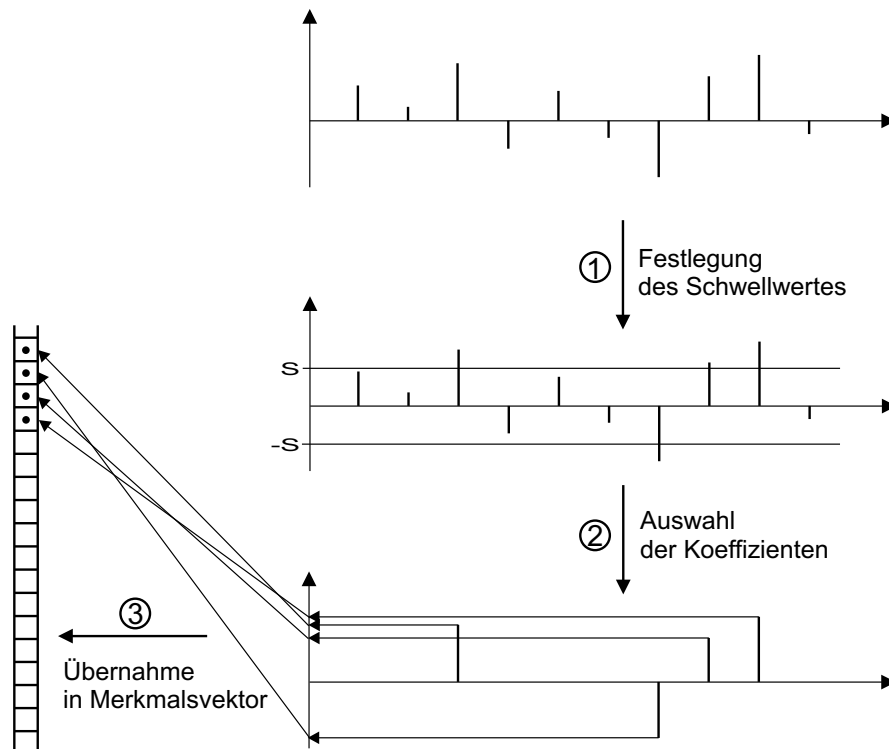 ①
Festlegung
des Schwellwertes
S
-S
②
Auswahl
der Koeffizienten
③
Übernahme
in Merkmalsvektor